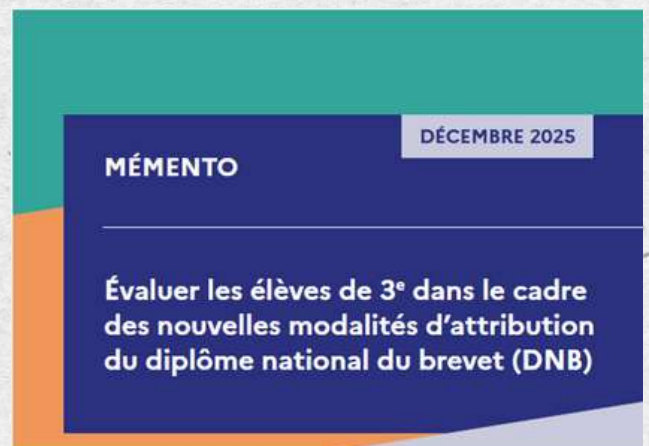 DÉCEMBRE 2025
MÉMENTO
Évaluer les élèves de 3ᵉ dans le cadre
des nouvelles modalités d’attribution
du diplôme national du brevet (DNB)